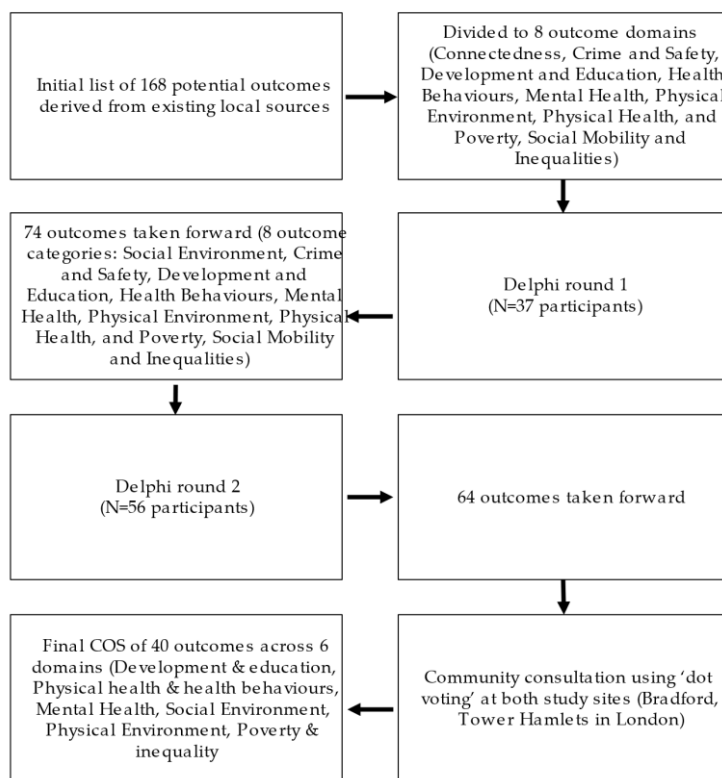 Initial list of 168 potential outcomes
derived from existing local sources
Divided to 8 outcome domains
(Connectedness, Crime and Safety,
Development and Education, Health
Behaviours, Mental Health, Physical
Environment, Physical Health, and
Poverty, Social Mobility and
Inequalities)
Delphi round 1
(N=37 participants)
74 outcomes taken forward (8 outcome
categories: Social Environment, Crime
and Safety, Development and
Education, Health Behaviours, Mental
Health, Physical Environment, Physical
Health, and Poverty, Social Mobility
and Inequalities)
Delphi round 2
(N=56 participants)
64 outcomes taken forward
Community consultation using ‘dot
voting’ at both study sites (Bradford,
Tower Hamlets in London)
Final COS of 40 outcomes across 6
domains (Development & education,
Physical health & health behaviours,
Mental Health, Social Environment,
Physical Environment, Poverty &
inequality